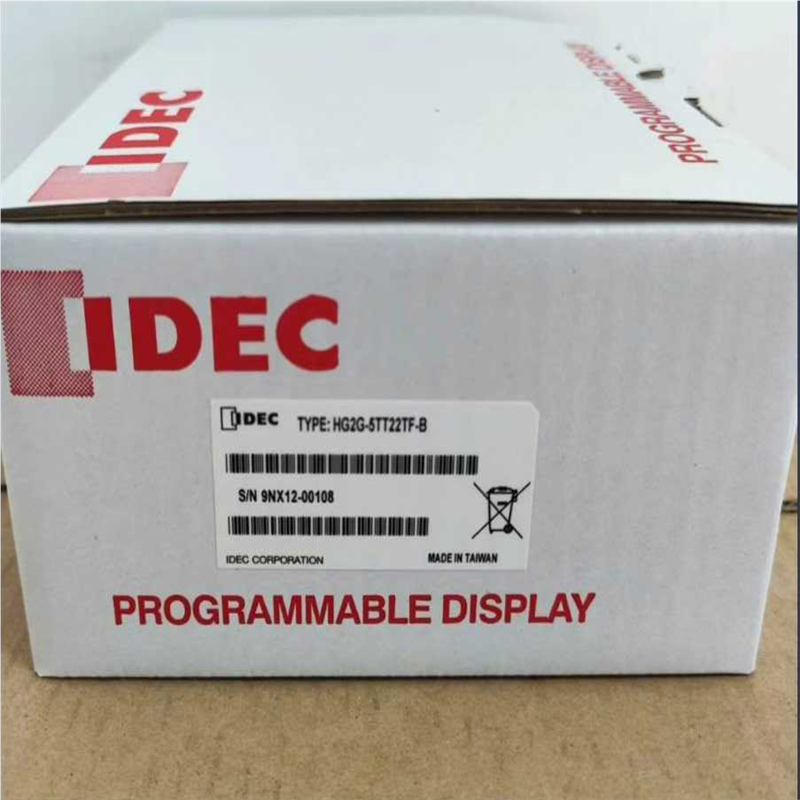 IDEC
PROGRAMMABLE DISPLAY
IDEC
IDEC TYPE: HG2G-5TT22TF-B
S/N 9NX12-00108
IDEC CORPORATION MADE IN TAIWAN
PROGRAMMABLE DISPLAY